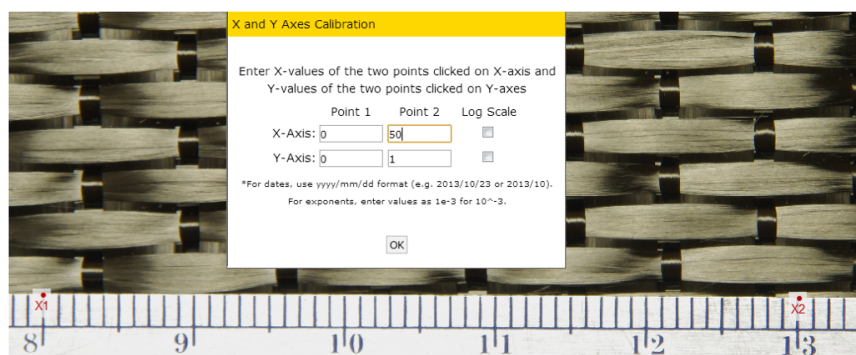 X and Y Axes Calibration
Enter X-values of the two points clicked on X-axis and
Y-values of the two points clicked on Y-axes
Point 1 Point 2 Log Scale
X-Axis: 0 50
Y-Axis: 0 1
*For dates, use yyyy/mm/dd format (e.g. 2013/10/23 or 2013/10).
For exponents, enter values as 1e-3 for 10^-3.
OK
X1 X2
8 9 10 11 12 13